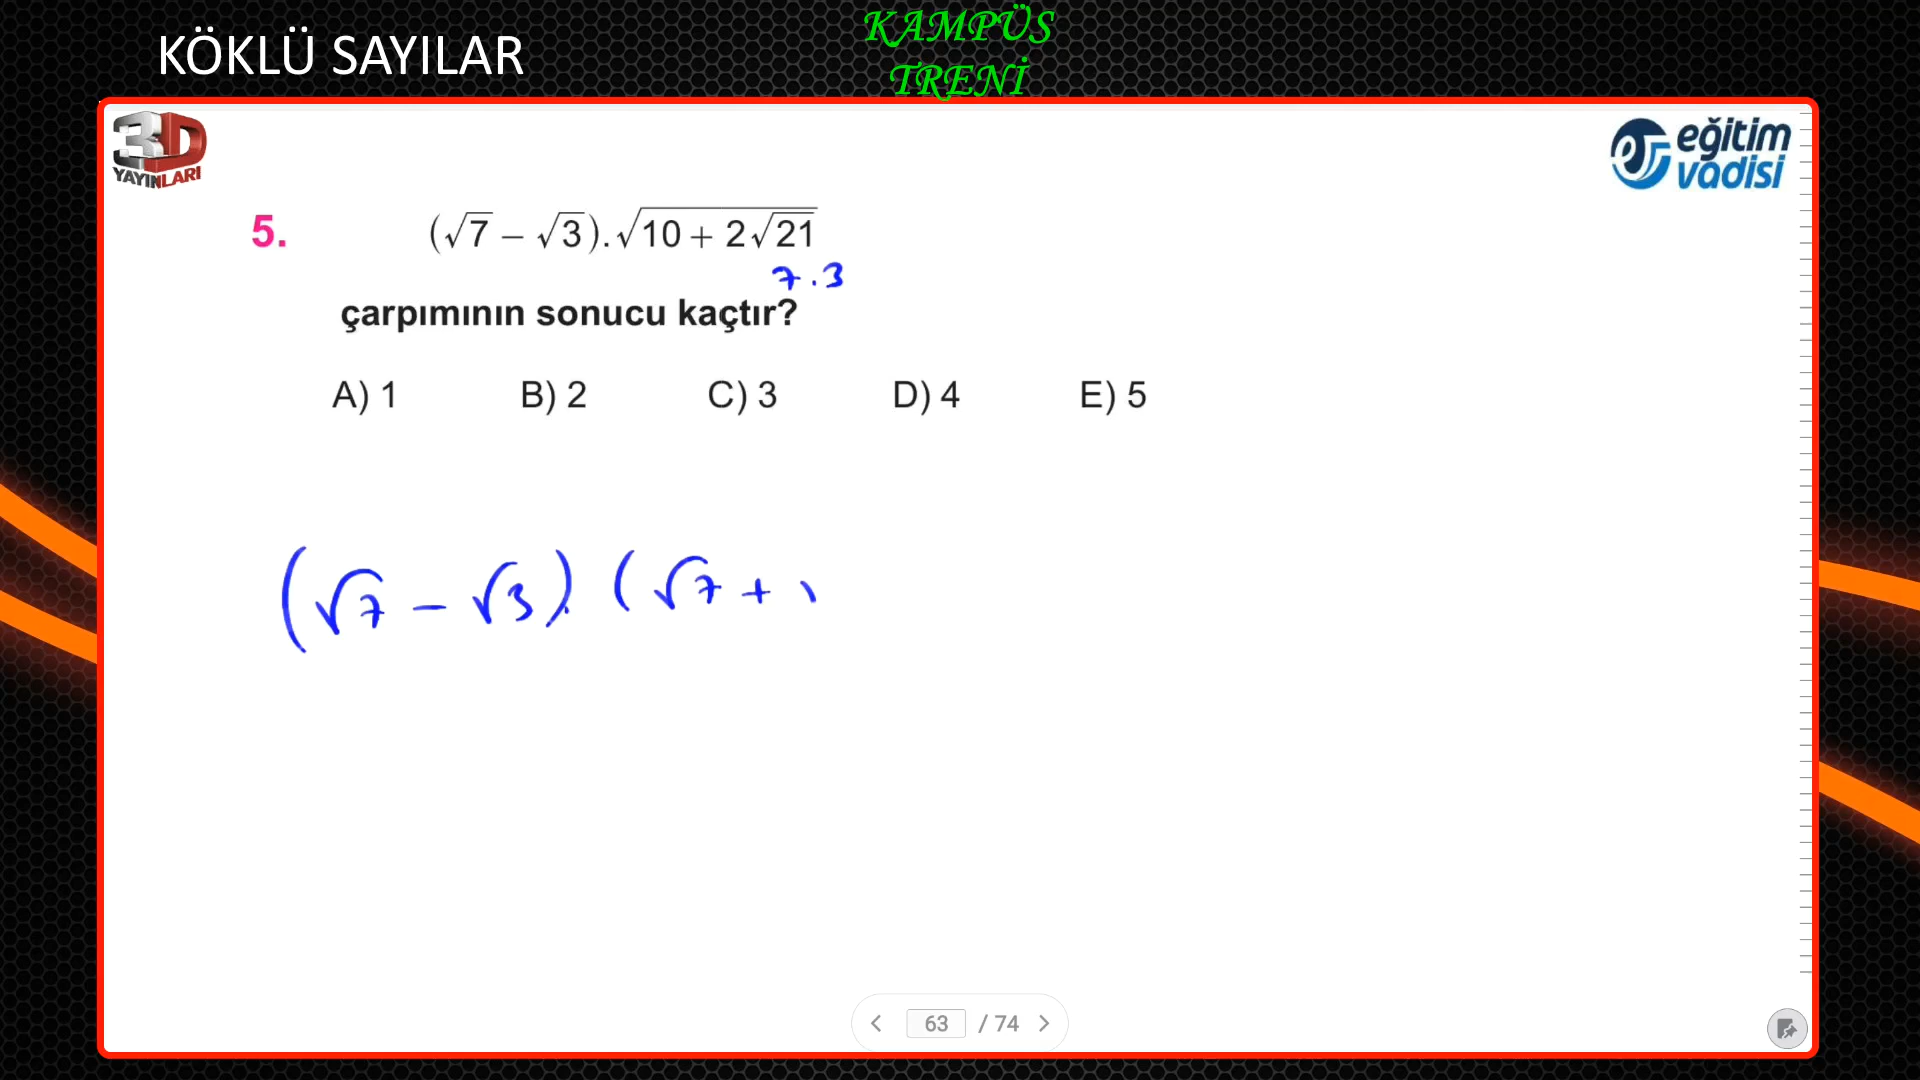 KÖKLÜ SAYILAR
KAMPÜS
TRENİ
3D
YAYINLARI
eğitim
vadisi
5. (√7 − √3).√(10 + 2√21)
7.3
çarpımının sonucu kaçtır?
A) 1 B) 2 C) 3 D) 4 E) 5
(√7 − √3).(√7 +
63 / 74